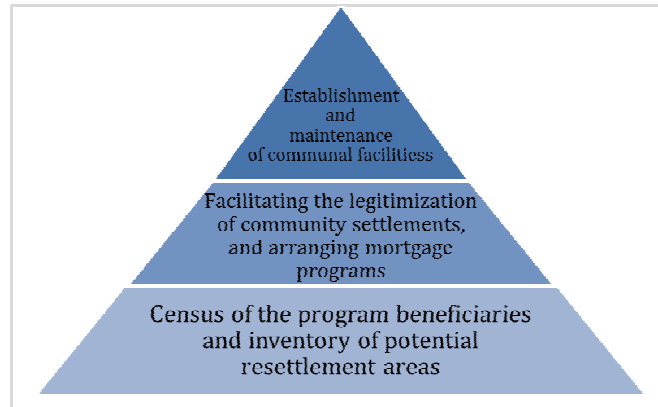 Establishment
and
maintenance
of communal facilitiess
Facilitating the legitimization
of community settlements,
and arranging mortgage
programs
Census of the program beneficiaries
and inventory of potential
resettlement areas